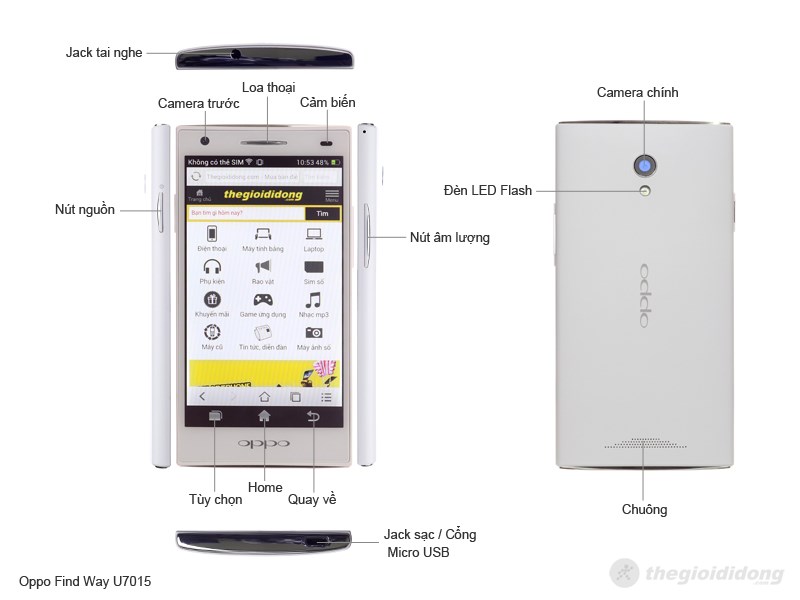 Jack tai nghe
Loa thoại
Camera trước
Cảm biến
Camera chính
Không có thẻ SIM
10:53 48%
Nút nguồn
Trang chủ
thegioididong
.com
Menu
Đèn LED Flash
Bạn tìm gì hôm nay?
Tìm
Nút âm lượng
Điện thoại
Máy tính bảng
Laptop
Phụ kiện
Rao vặt
Sim số
Khuyến mãi
Game ứng dụng
Nhạc mp3
Máy cũ
Tin tức, diễn đàn
Máy ảnh số
oppo
oppo
Tùy chọn
Home
Quay về
Chuông
Jack sạc / Cổng
Micro USB
Oppo Find Way U7015
thegioididong
.com